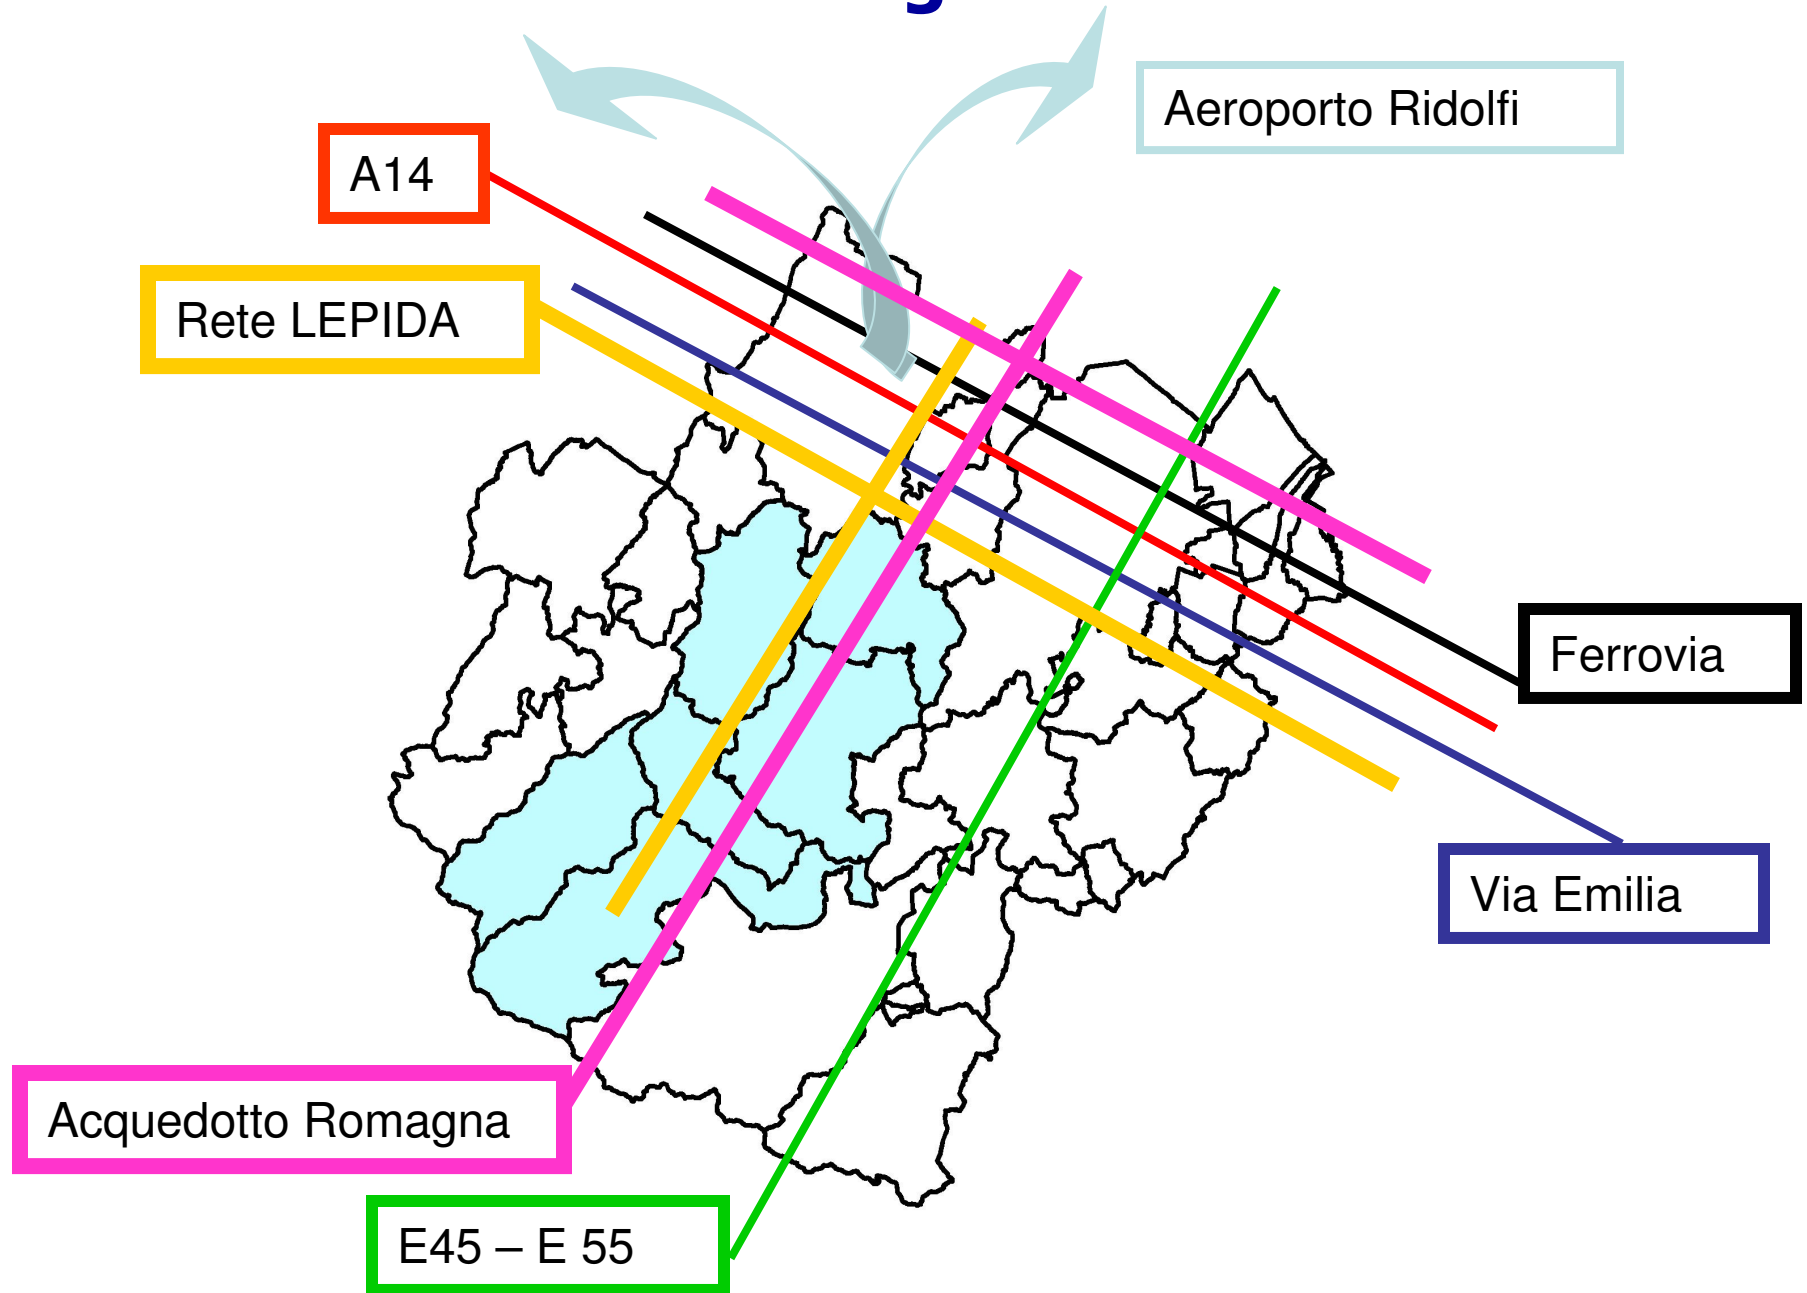 Aeroporto Ridolfi
A14
Rete LEPIDA
Ferrovia
Via Emilia
Acquedotto Romagna
E45 – E 55